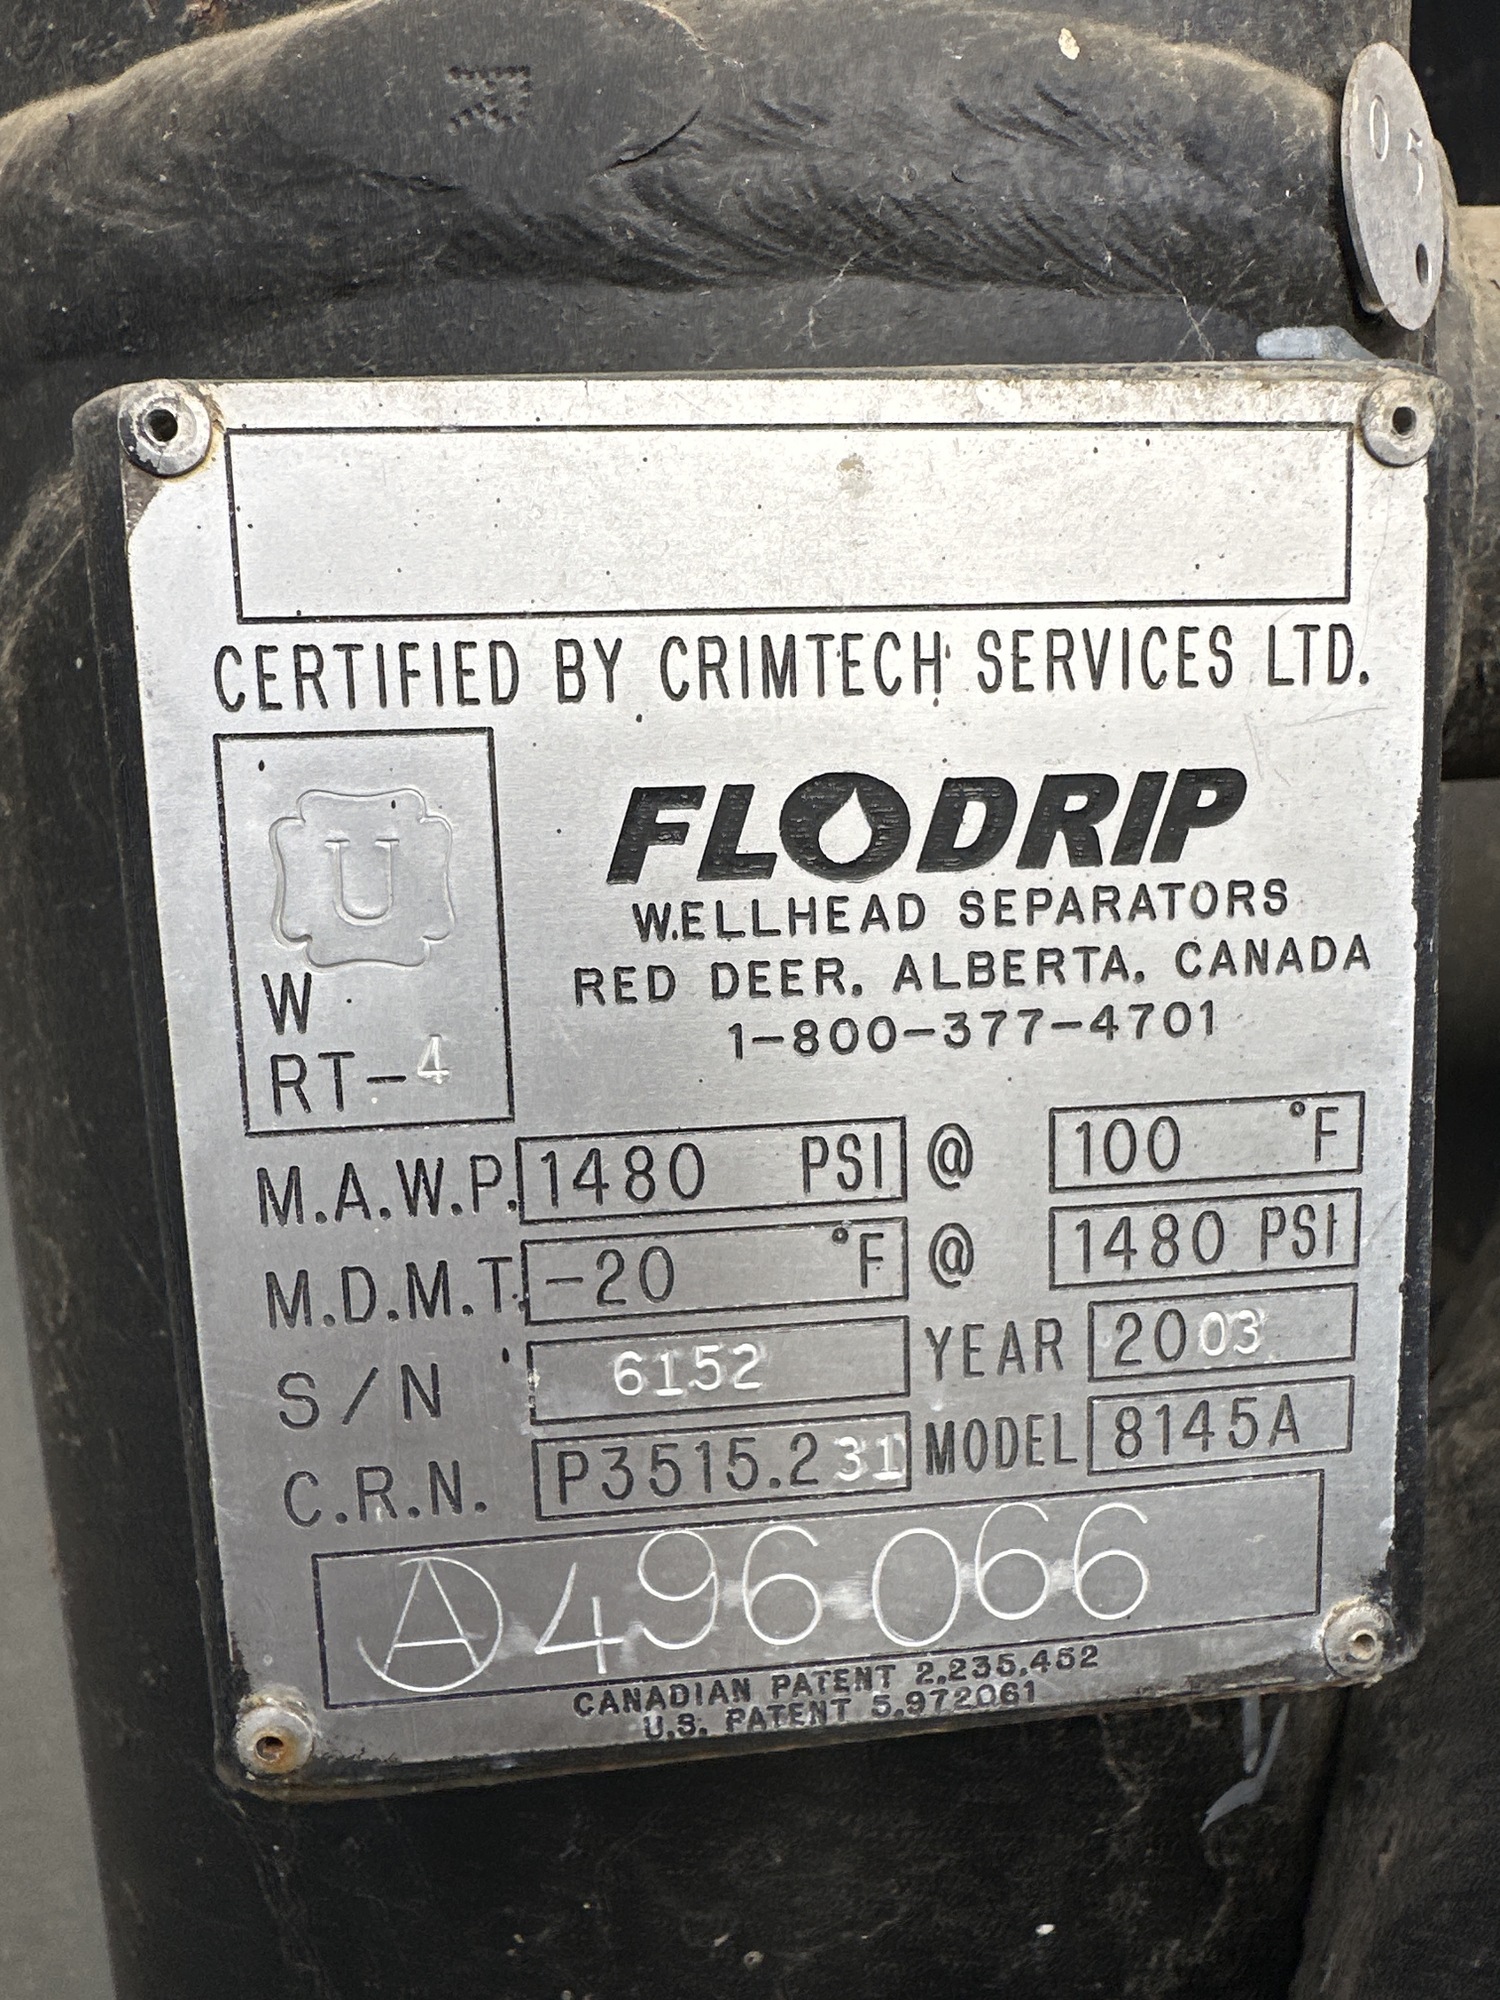 CERTIFIED BY CRIMTECH SERVICES LTD.
U
W
RT-4
FLODRIP
WELLHEAD SEPARATORS
RED DEER, ALBERTA, CANADA
1-800-377-4701
M.A.W.P. 1480 PSI @ 100 °F
M.D.M.T. -20 °F @ 1480 PSI
S/N 6152 YEAR 2003
C.R.N. P3515.231 MODEL 8145A
Ⓐ496066
CANADIAN PATENT 2,235,452
U.S. PATENT 5,972061